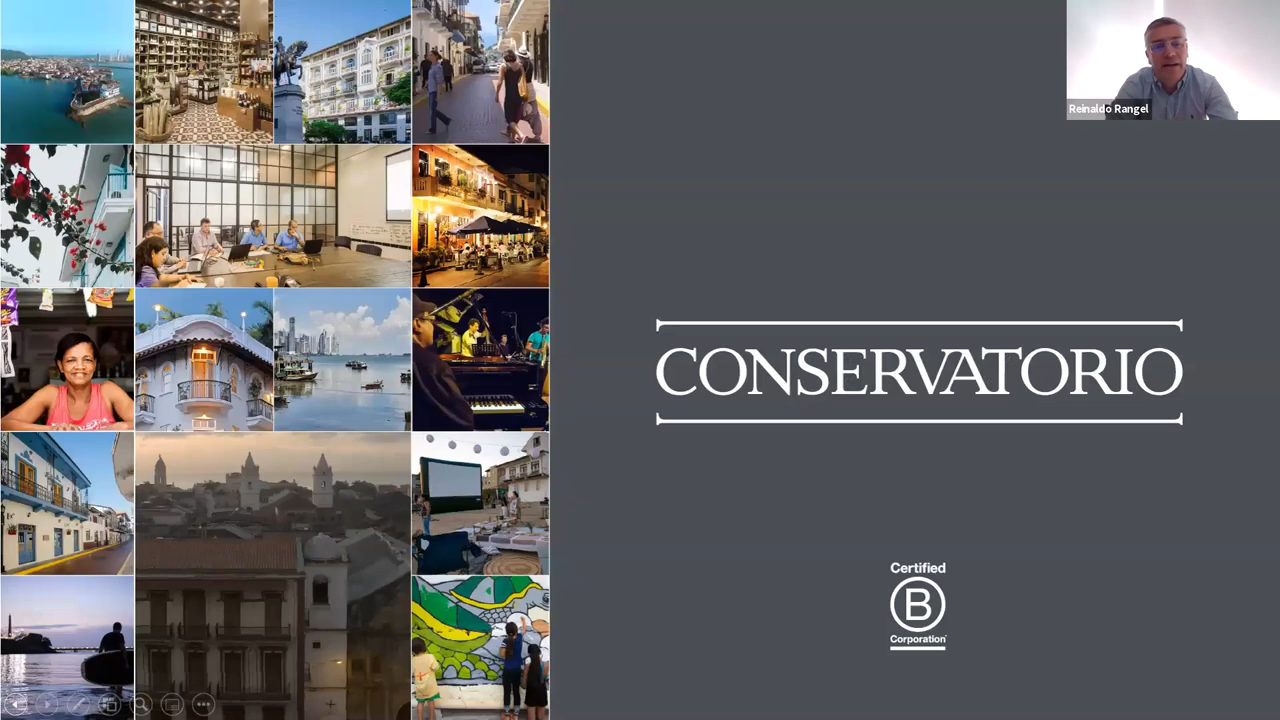 Reinaldo Rangel
CONSERVATORIO
Certified
B
Corporation